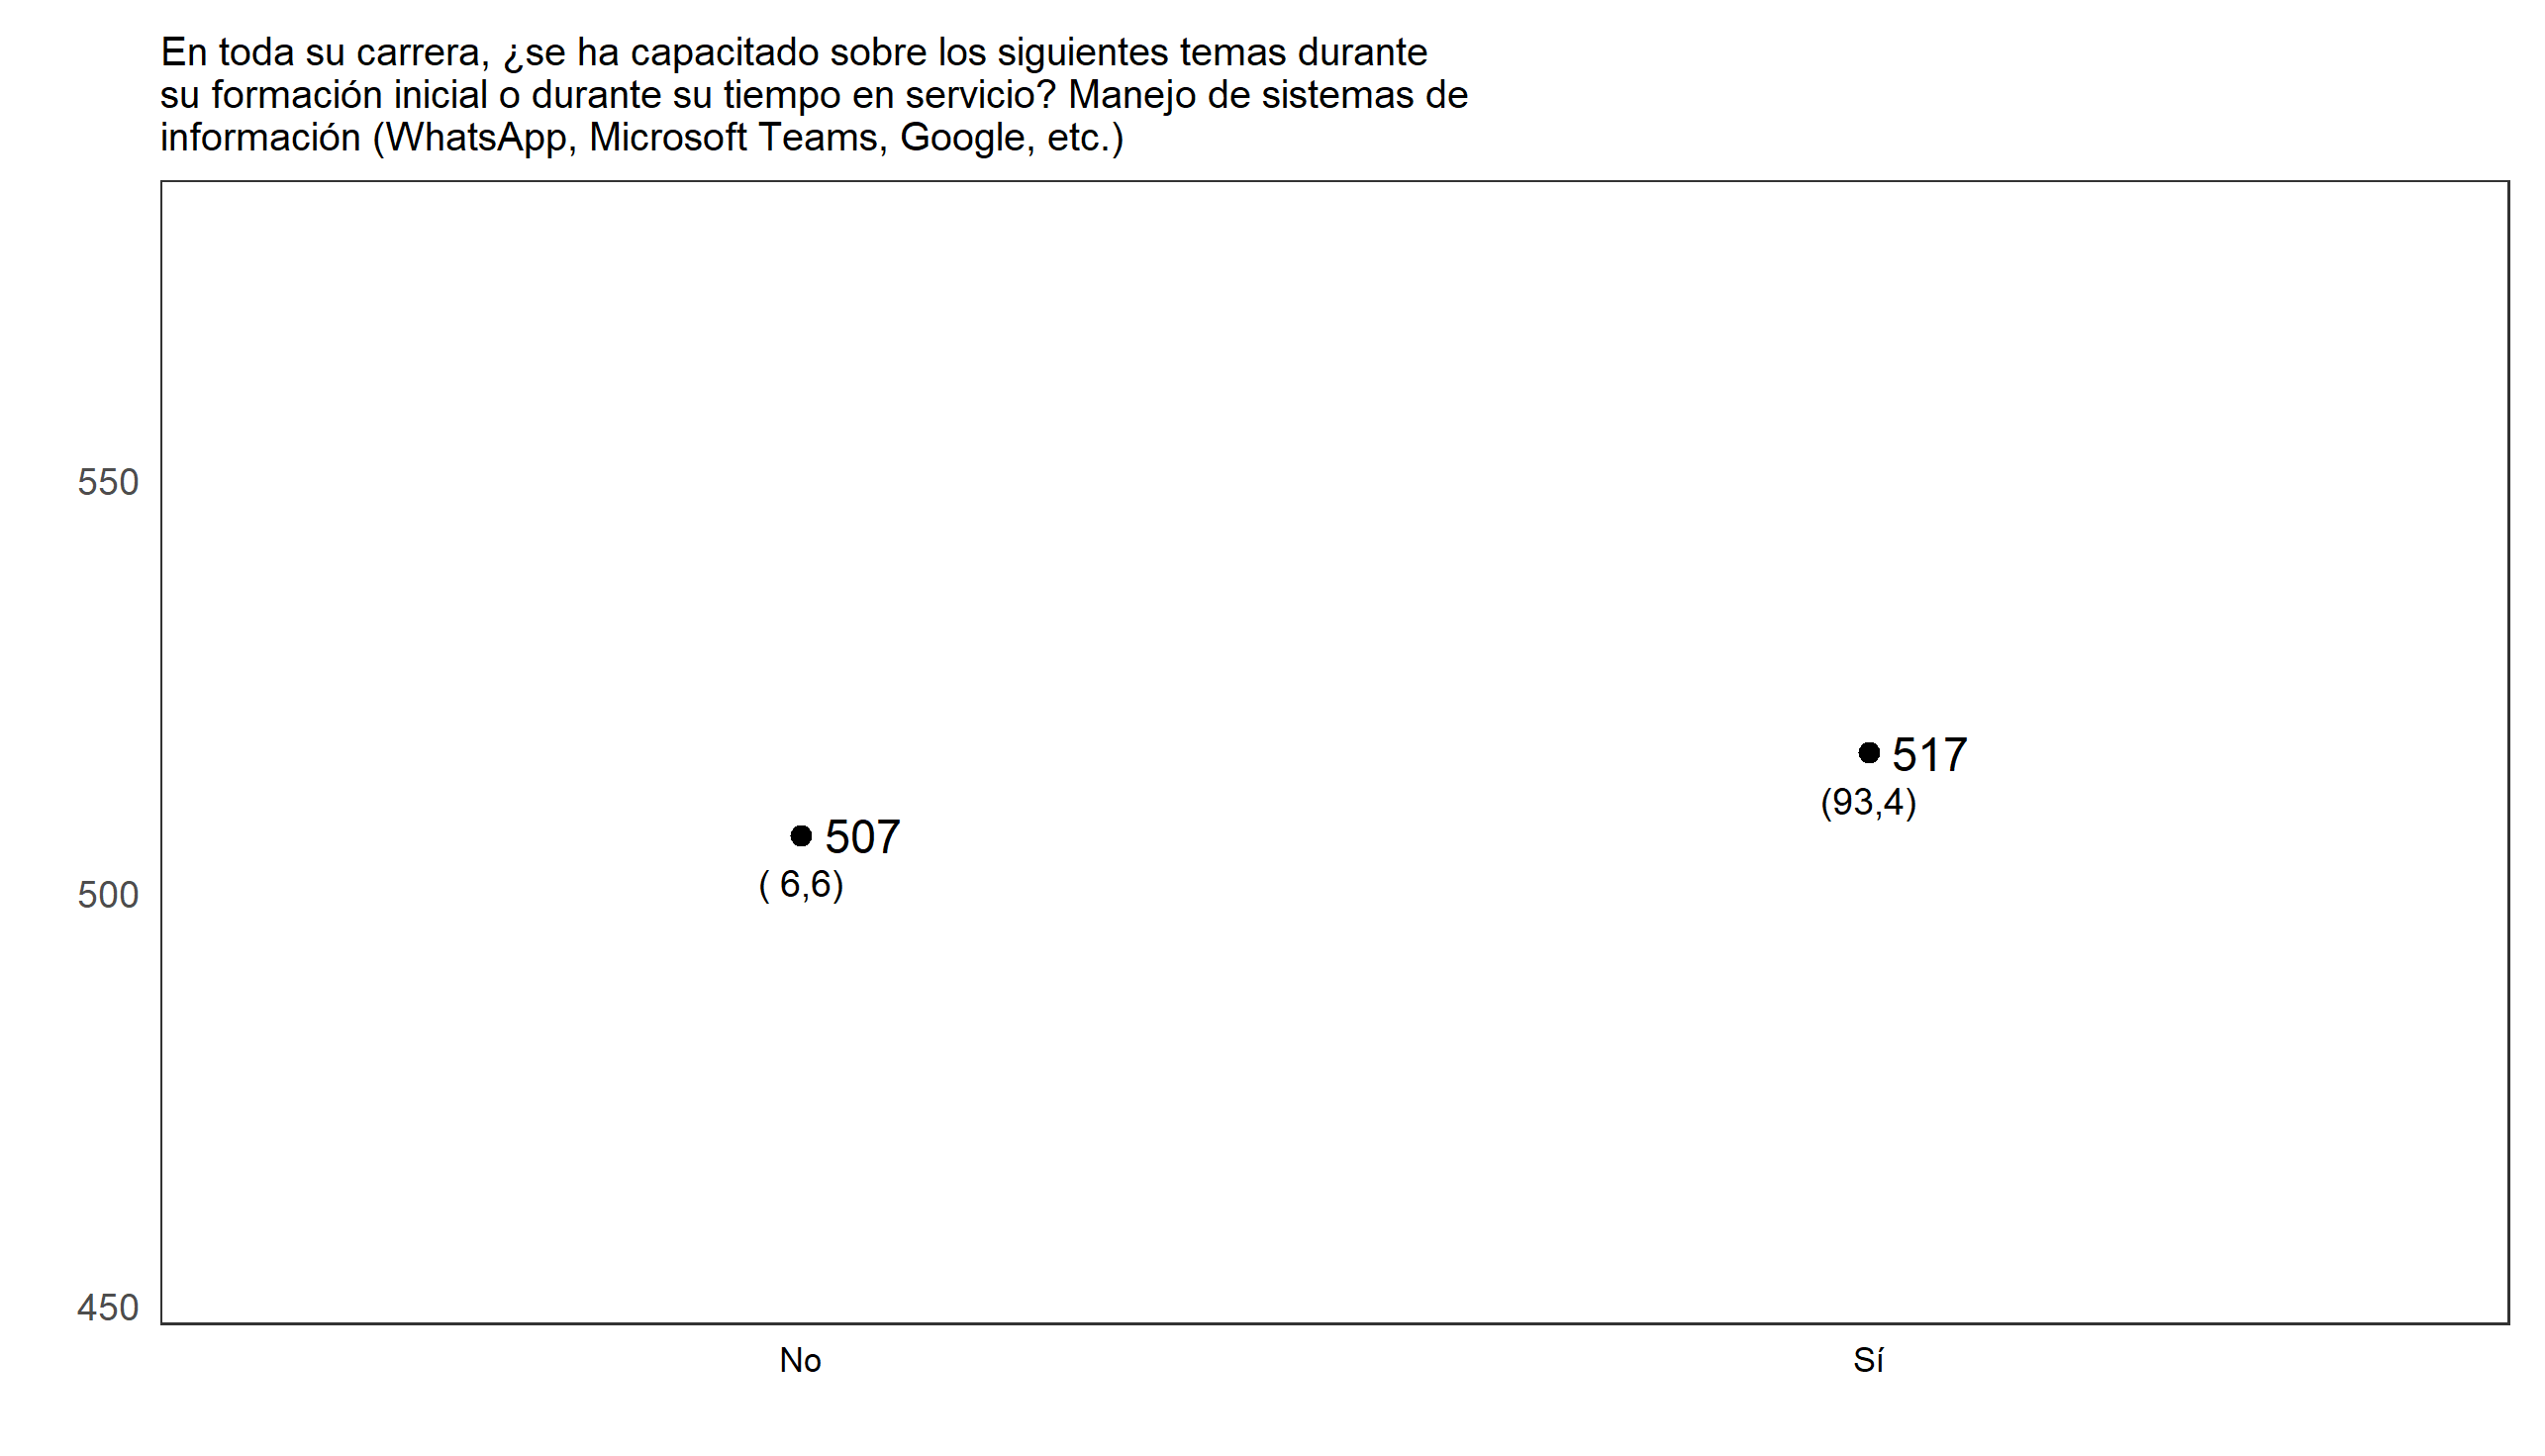 En toda su carrera, ¿se ha capacitado sobre los siguientes temas durante
su formación inicial o durante su tiempo en servicio? Manejo de sistemas de
información (WhatsApp, Microsoft Teams, Google, etc.)
550
517
(93,4)
507
( 6,6)
500
450
No
Sí